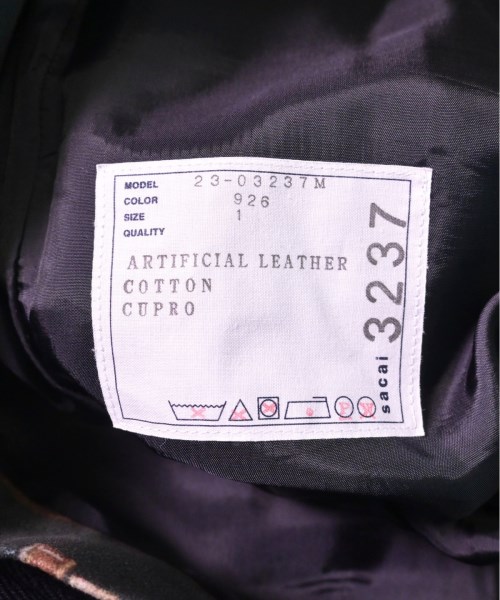 MODEL 23-03237M
COLOR 926
SIZE 1
QUALITY
ARTIFICIAL LEATHER
COTTON
CUPRO
P W
sacai 3237